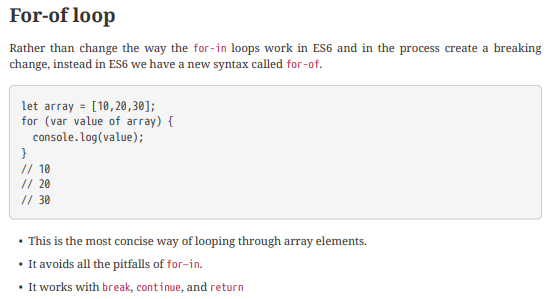 For-of loop
Rather than change the way the for-in loops work in ES6 and in the process create a breaking
change, instead in ES6 we have a new syntax called for-of.
let array = [10,20,30];
for (var value of array) {
  console.log(value);
}
// 10
// 20
// 30
• This is the most concise way of looping through array elements.
• It avoids all the pitfalls of for–in.
• It works with break, continue, and return